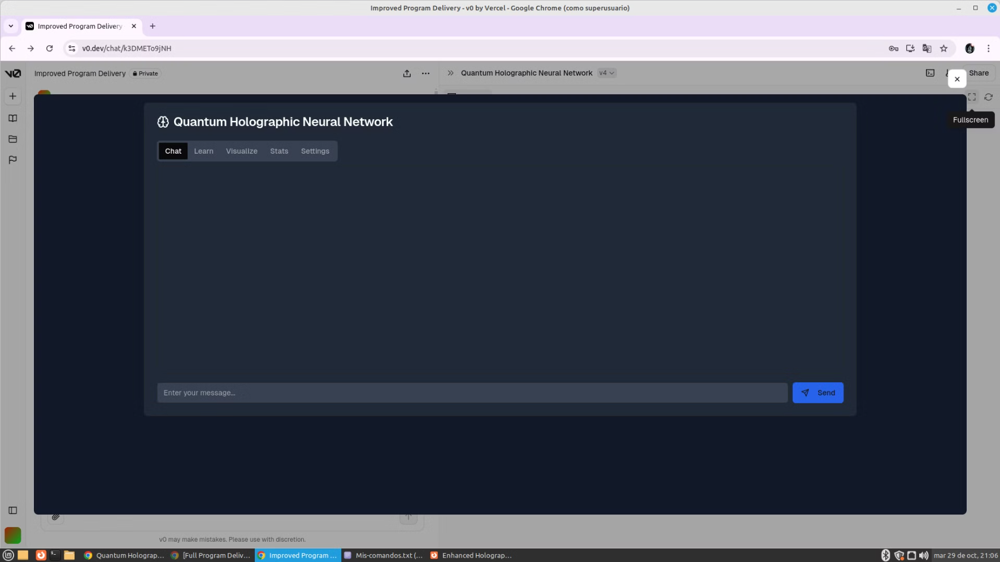 Improved Program Delivery - v0 by Vercel - Google Chrome (como superusuario)
Improved Program Delivery
v0.dev/chat/k3DMETo9jNH
Improved Program Delivery
Private
Quantum Holographic Neural Network
v4
Share
Fullscreen
Quantum Holographic Neural Network
Chat
Learn
Visualize
Stats
Settings
Enter your message...
Send
v0 may make mistakes. Please use with discretion.
Quantum Holograp...
[Full Program Deliv...
Improved Program ...
Mis-comandos.txt (...
Enhanced Holograp...
mar 29 de oct, 21:06